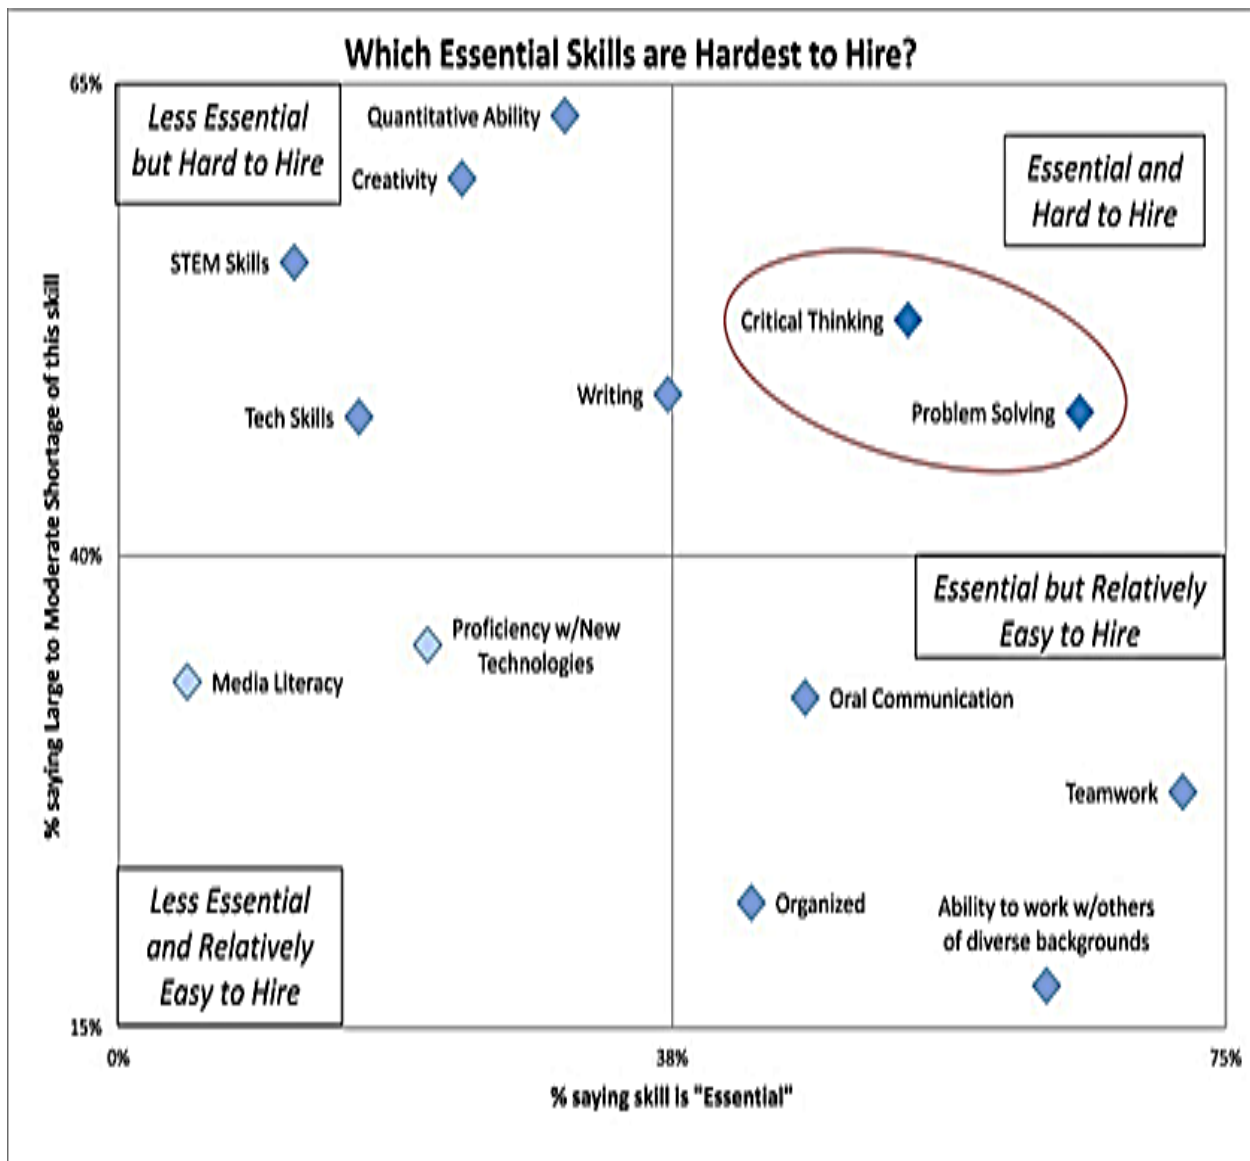 Which Essential Skills are Hardest to Hire?
65%
Less Essential
but Hard to Hire
Quantitative Ability
Creativity
Essential and
Hard to Hire
STEM Skills
Critical Thinking
Writing
Tech Skills
Problem Solving
% saying Large to Moderate Shortage of this skill
40%
Essential but Relatively
Easy to Hire
Proficiency w/New
Technologies
Media Literacy
Oral Communication
Teamwork
Less Essential
and Relatively
Easy to Hire
Organized
Ability to work w/others
of diverse backgrounds
15%
0%
38%
75%
% saying skill is "Essential"